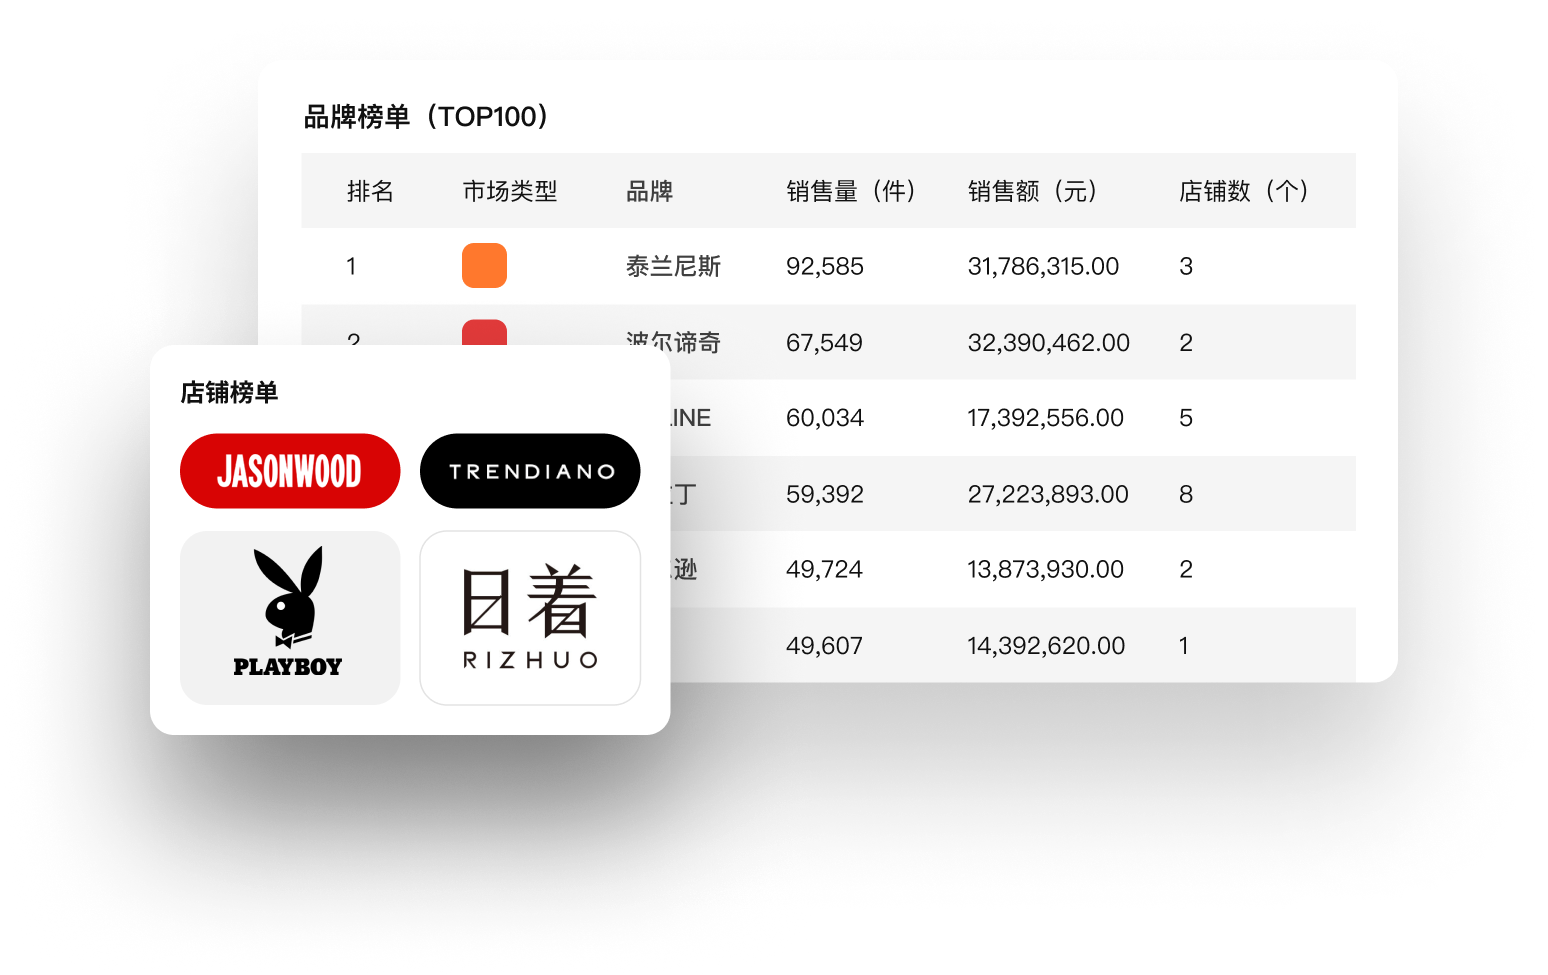 品牌榜单（TOP100）
排名 市场类型 品牌 销售量（件） 销售额（元） 店铺数（个）
1 泰兰尼斯 92,585 31,786,315.00 3
2 波尔谛奇 67,549 32,390,462.00 2
INE 60,034 17,392,556.00 5
丁 59,392 27,223,893.00 8
逊 49,724 13,873,930.00 2
49,607 14,392,620.00 1
店铺榜单
JASONWOOD TRENDIANO
PLAYBOY
日着
RIZHUO